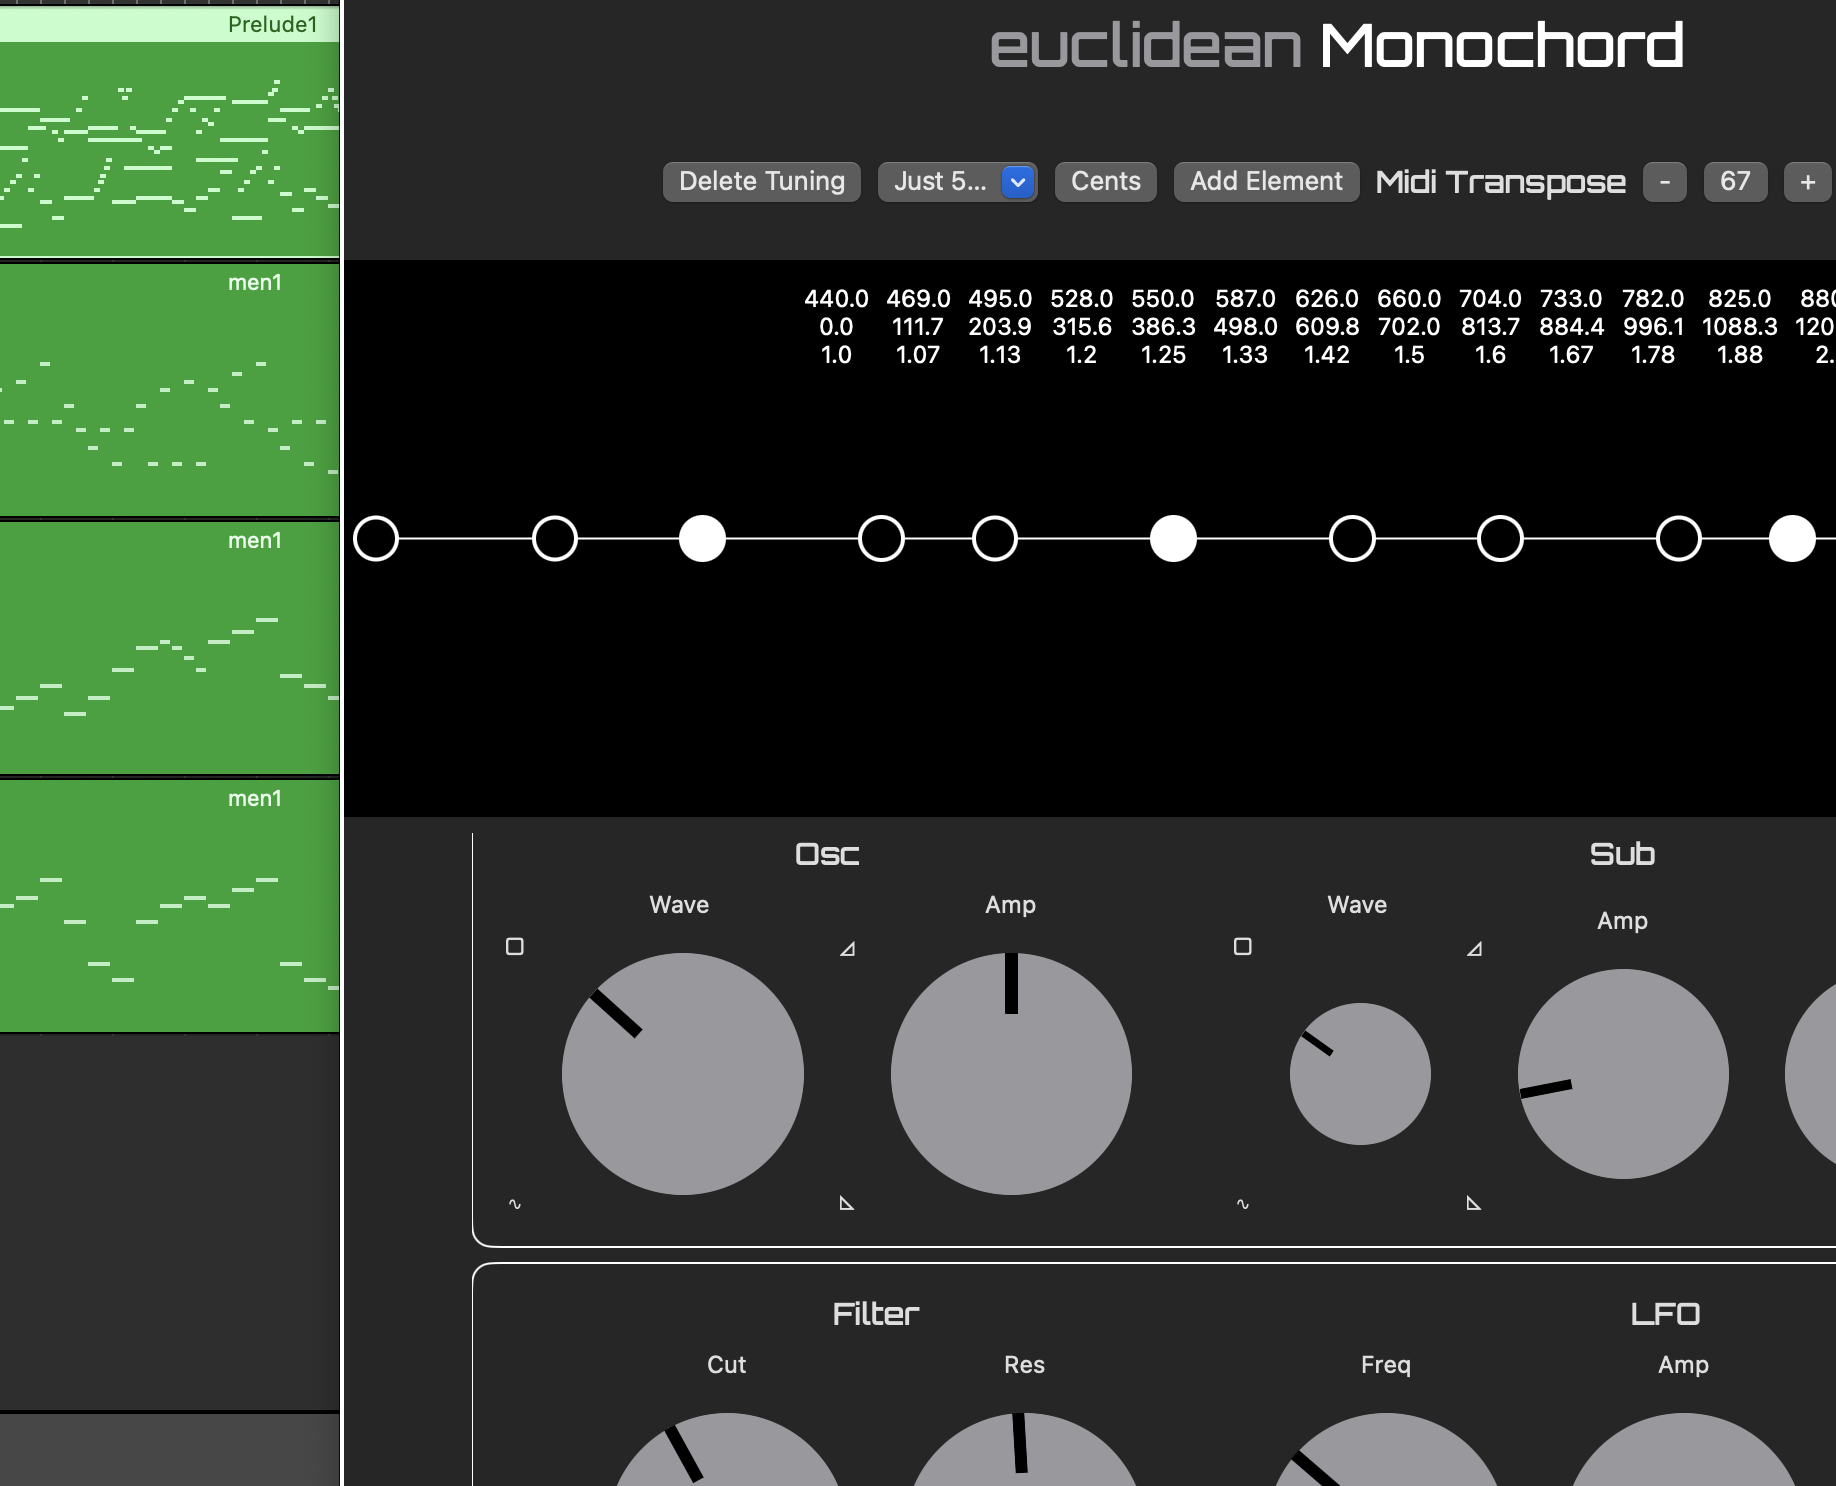 Prelude1
men1
men1
men1
euclidean Monochord
Delete Tuning Just 5... Cents Add Element Midi Transpose - 67 +
440.0 469.0 495.0 528.0 550.0 587.0 626.0 660.0 704.0 733.0 782.0 825.0 880
0.0 111.7 203.9 315.6 386.3 498.0 609.8 702.0 813.7 884.4 996.1 1088.3 120
1.0 1.07 1.13 1.2 1.25 1.33 1.42 1.5 1.6 1.67 1.78 1.88 2.
Osc Sub
Wave Amp Wave Amp
Filter LFO
Cut Res Freq Amp